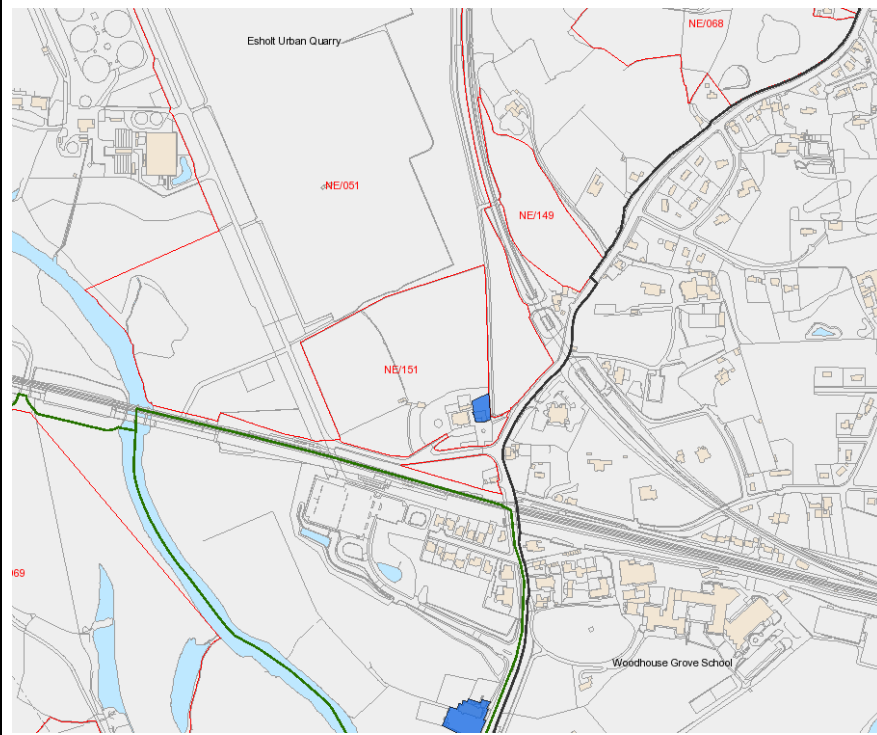 NE/068
Esholt Urban Quarry
NE/051
NE/149
NE/151
069
Woodhouse Grove School